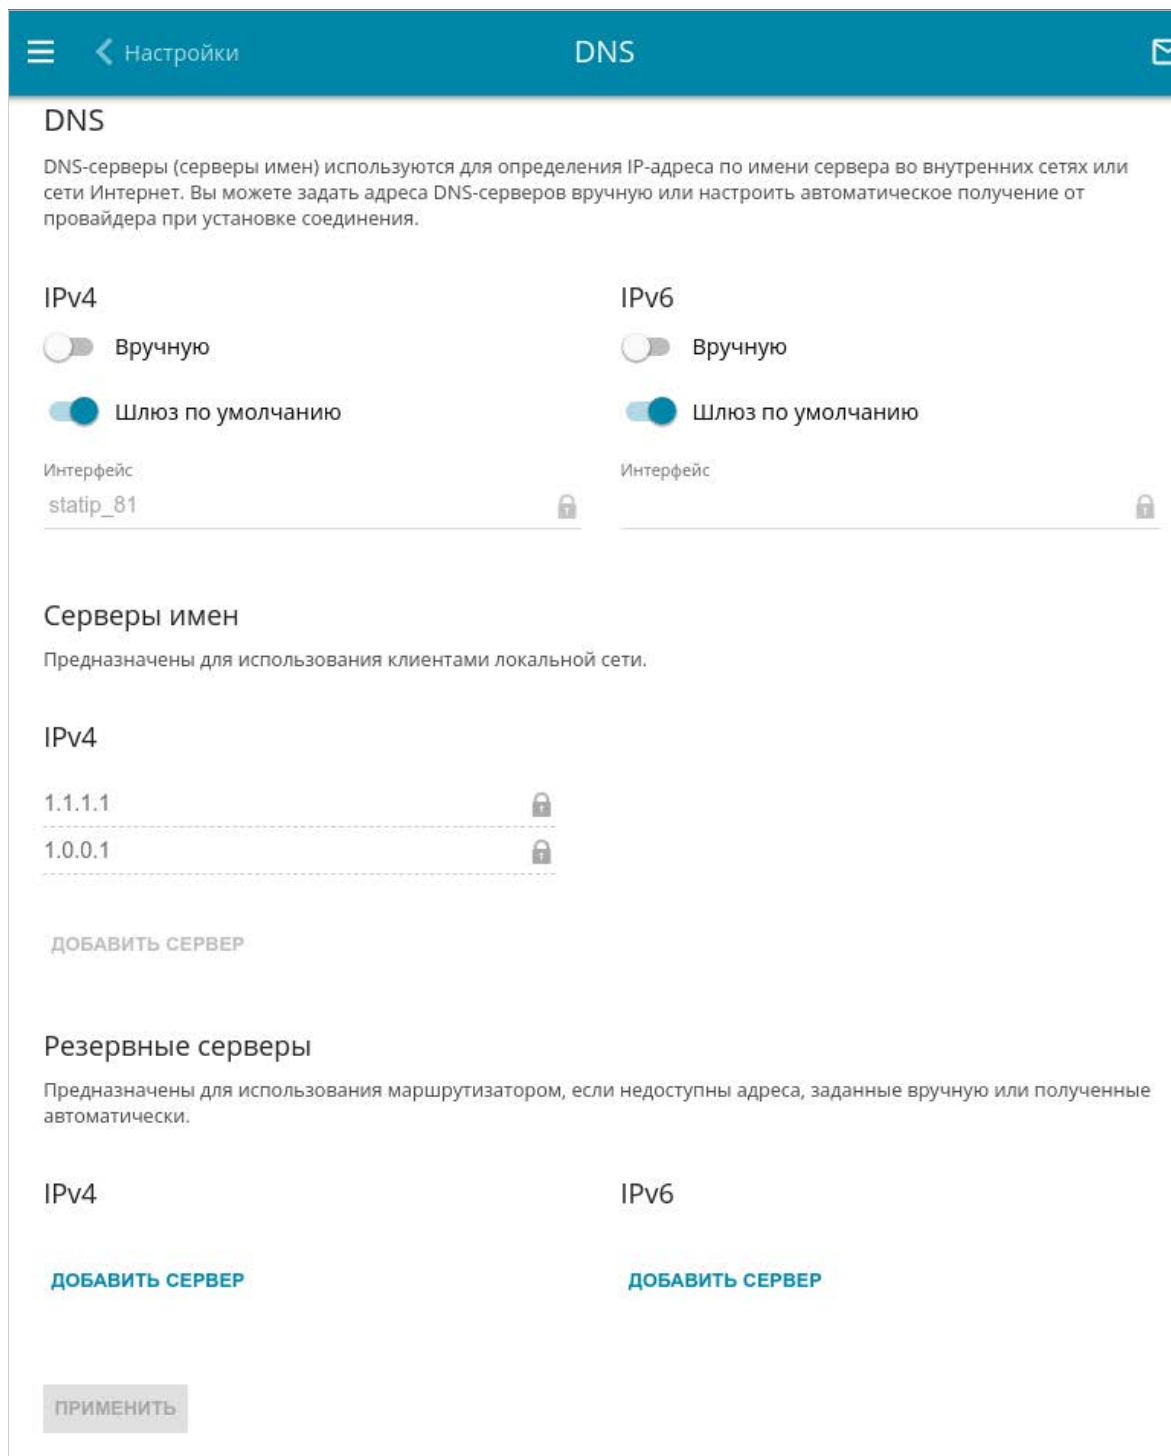 Настройки
DNS
DNS
DNS-серверы (серверы имен) используются для определения IP-адреса по имени сервера во внутренних сетях или
сети Интернет. Вы можете задать адреса DNS-серверов вручную или настроить автоматическое получение от
провайдера при установке соединения.
IPv4
IPv6
Вручную
Вручную
Шлюз по умолчанию
Шлюз по умолчанию
Интерфейс
Интерфейс
statip_81
Серверы имен
Предназначены для использования клиентами локальной сети.
IPv4
1.1.1.1
1.0.0.1
ДОБАВИТЬ СЕРВЕР
Резервные серверы
Предназначены для использования маршрутизатором, если недоступны адреса, заданные вручную или полученные
автоматически.
IPv4
IPv6
ДОБАВИТЬ СЕРВЕР
ДОБАВИТЬ СЕРВЕР
ПРИМЕНИТЬ